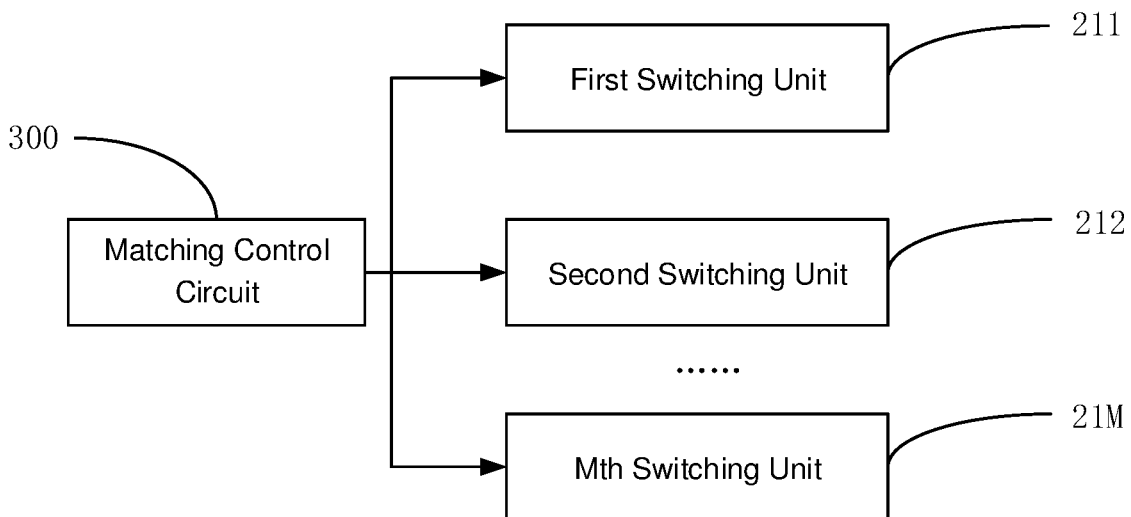 211
First Switching Unit
300
Matching Control
Circuit
212
Second Switching Unit
……
21M
Mth Switching Unit